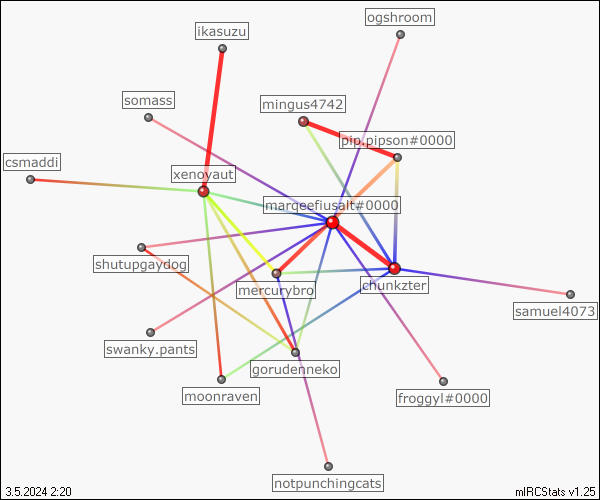 ogshroom
ikasuzu
somass
mingus4742
pip.pipson#0000
csmaddi
xenoyaut
marqeefiusalt#0000
shutupgaydog
mercurybro
chunkzter
samuel4073
swanky.pants
gorudenneko
moonraven
froggyl#0000
notpunchingcats
3.5.2024 2:20
mIRCStats v1.25